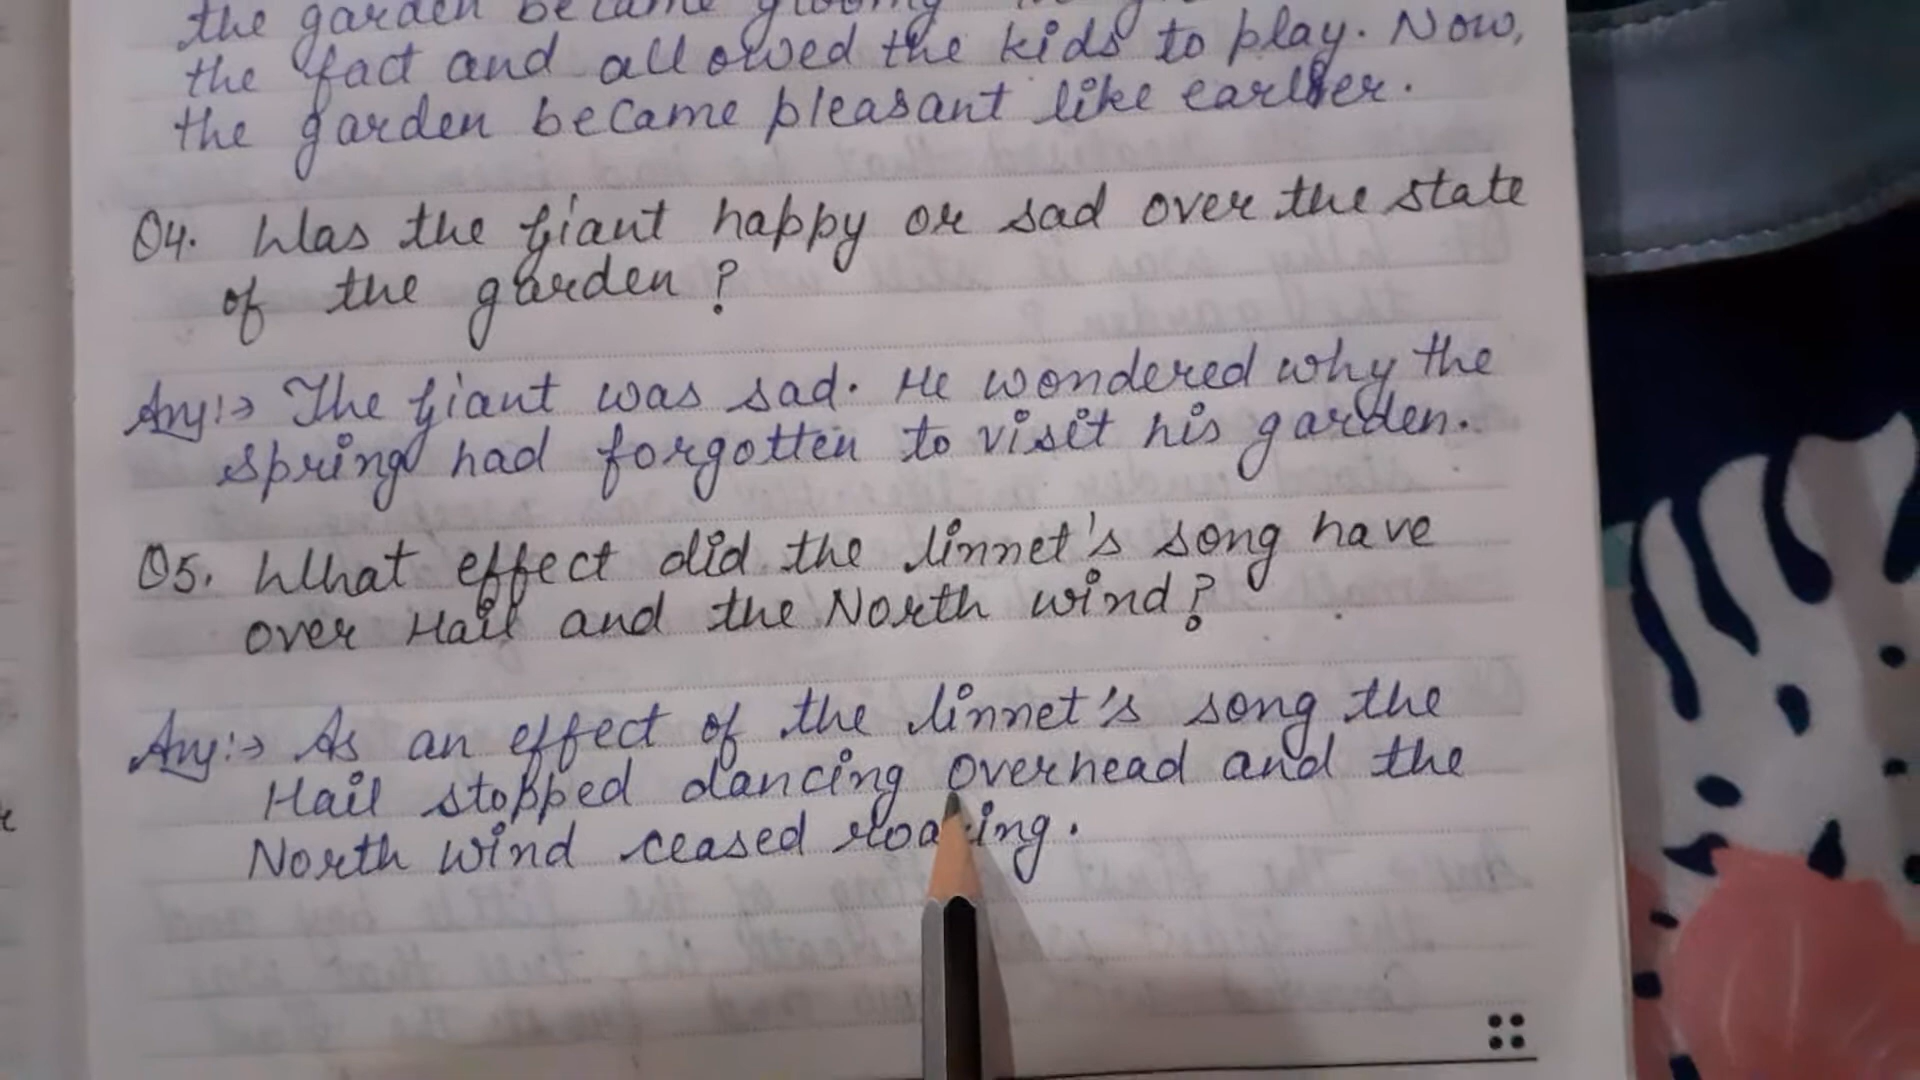 the garden became gloomy
the fact and allowed the kids to play. Now,
the garden became pleasant like earlier.
Q4. Was the giant happy or sad over the state
of the garden?
Ans:→ The giant was sad. He wondered why the
spring had forgotten to visit his garden.
Q5. What effect did the linnet's song have
over Hail and the North wind?
Ans:→ As an effect of the linnet's song the
Hail stopped dancing overhead and the
North wind ceased roaring.